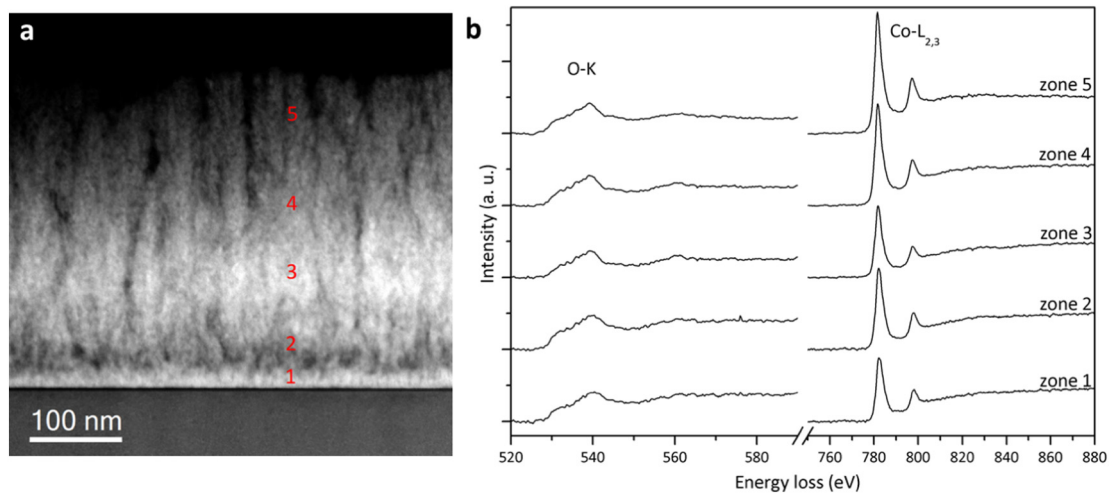 a
5
4
3
2
1
100 nm
b
O-K
Co-L2,3
zone 5
zone 4
zone 3
zone 2
zone 1
Intensity (a. u.)
520 540 560 580 760 780 800 820 840 860 880
Energy loss (eV)